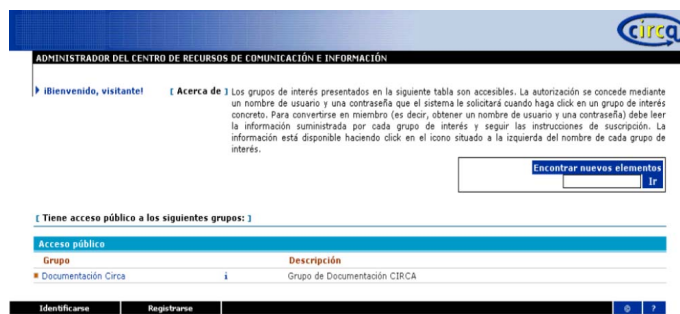 circa
ADMINISTRADOR DEL CENTRO DE RECURSOS DE COMUNICACIÓN E INFORMACIÓN
¡Bienvenido, visitante!
[ Acerca de ] Los grupos de interés presentados en la siguiente tabla son accesibles. La autorización se concede mediante
un nombre de usuario y una contraseña que el sistema le solicitará cuando haga click en un grupo de interés
concreto. Para convertirse en miembro (es decir, obtener un nombre de usuario y una contraseña) debe leer
la información suministrada por cada grupo de interés y seguir las instrucciones de suscripción. La
información está disponible haciendo click en el icono situado a la izquierda del nombre de cada grupo de
interés.
Encontrar nuevos elementos
Ir
[ Tiene acceso público a los siguientes grupos: ]
Acceso público
Grupo Descripción
Documentación Circa i Grupo de Documentación CIRCA
Identificarse Registrarse © ?